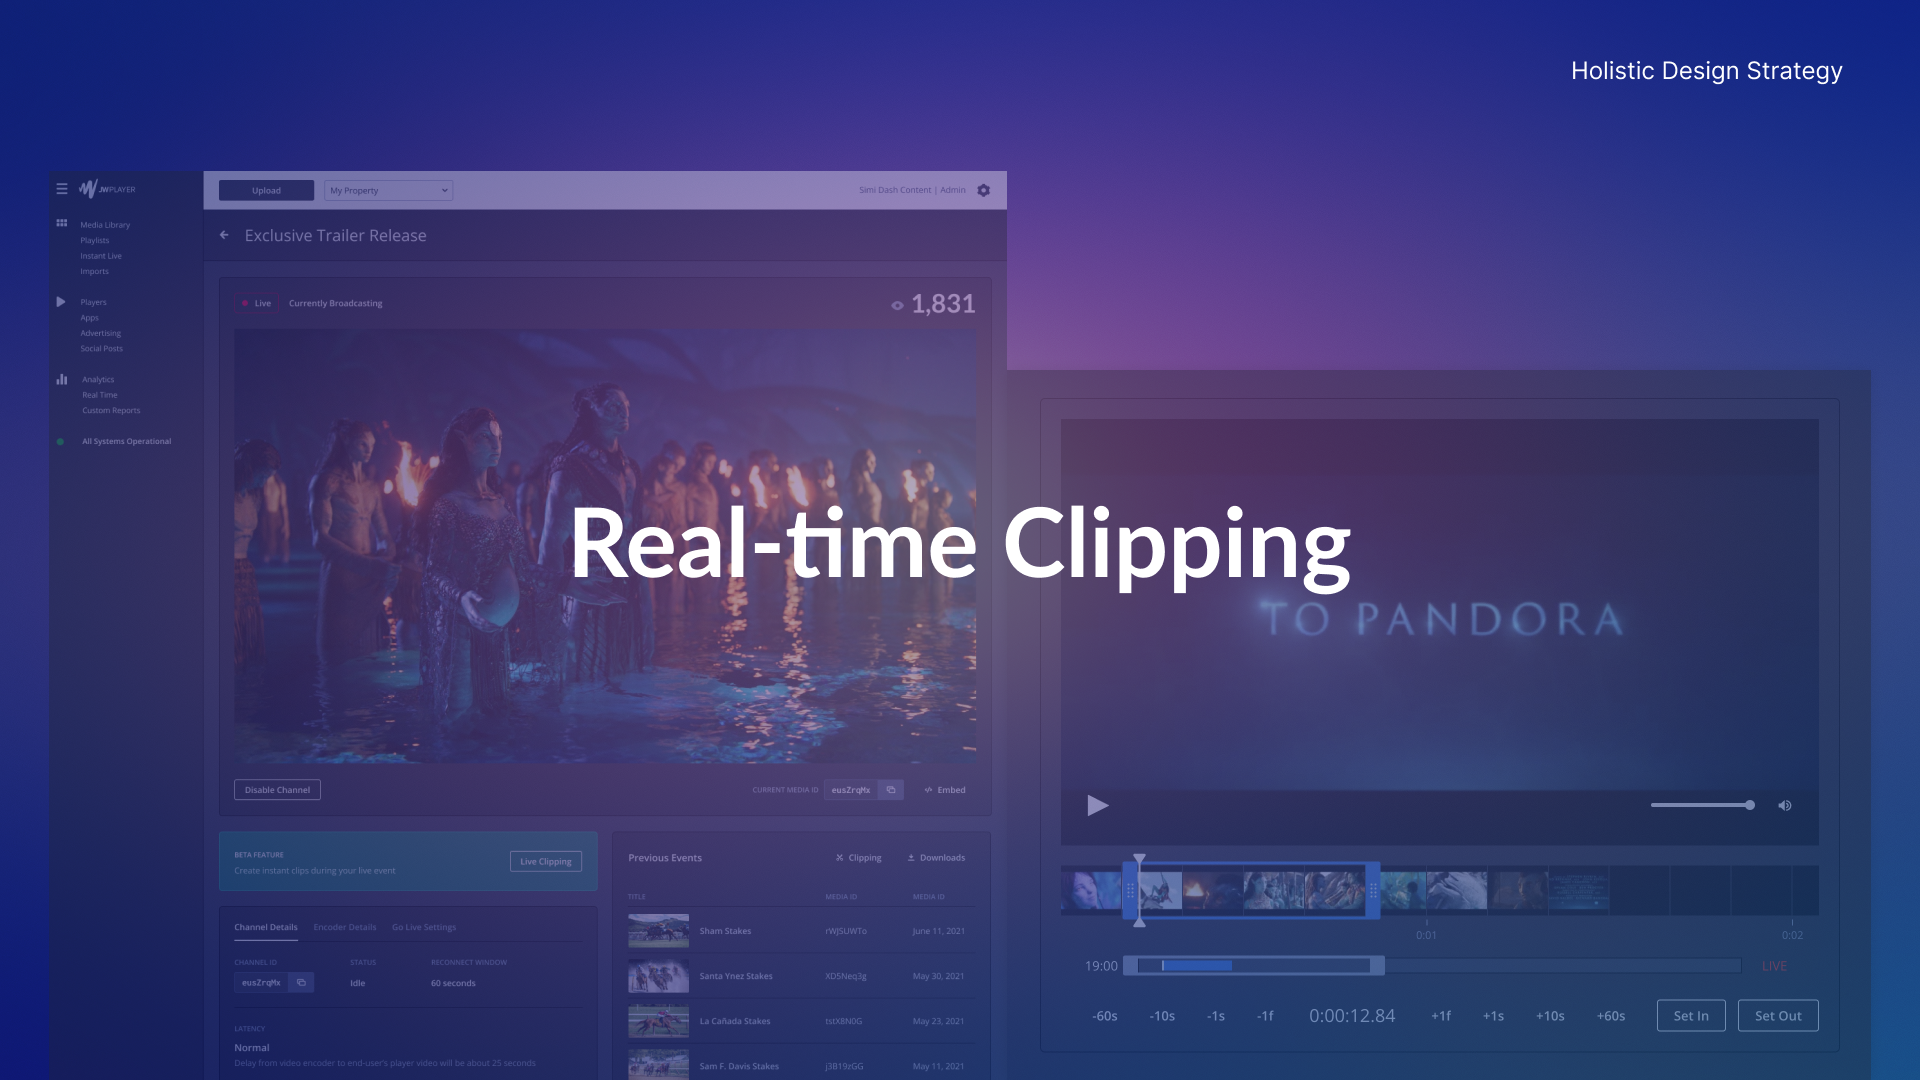 Holistic Design Strategy
JWPLAYER
Upload
My Property
Simi Dash Content | Admin
Media Library
Playlists
Instant Live
Imports
Players
Apps
Advertising
Social Posts
Analytics
Real Time
Custom Reports
All Systems Operational
Exclusive Trailer Release
Live
Currently Broadcasting
1,831
Real-time Clipping
TO PANDORA
Disable Channel
CURRENT MEDIA ID
eusZrqMx
Embed
BETA FEATURE
Create instant clips during your live event
Live Clipping
Channel Details
Encoder Details
Go Live Settings
CHANNEL ID
STATUS
RECONNECT WINDOW
eusZrqMx
Idle
60 seconds
LATENCY
Normal
Delay from video encoder to end-user's player video will be about 25 seconds
Previous Events
Clipping
Downloads
TITLE
MEDIA ID
MEDIA ID
Sham Stakes
rWJSUWTo
June 11, 2021
Santa Ynez Stakes
XD5Neq3g
May 30, 2021
La Cañada Stakes
tstX8N0G
May 23, 2021
Sam F. Davis Stakes
j3B19zGG
May 11, 2021
0:01
0:02
19:00
LIVE
-60s
-10s
-1s
-1f
0:00:12.84
+1f
+1s
+10s
+60s
Set In
Set Out